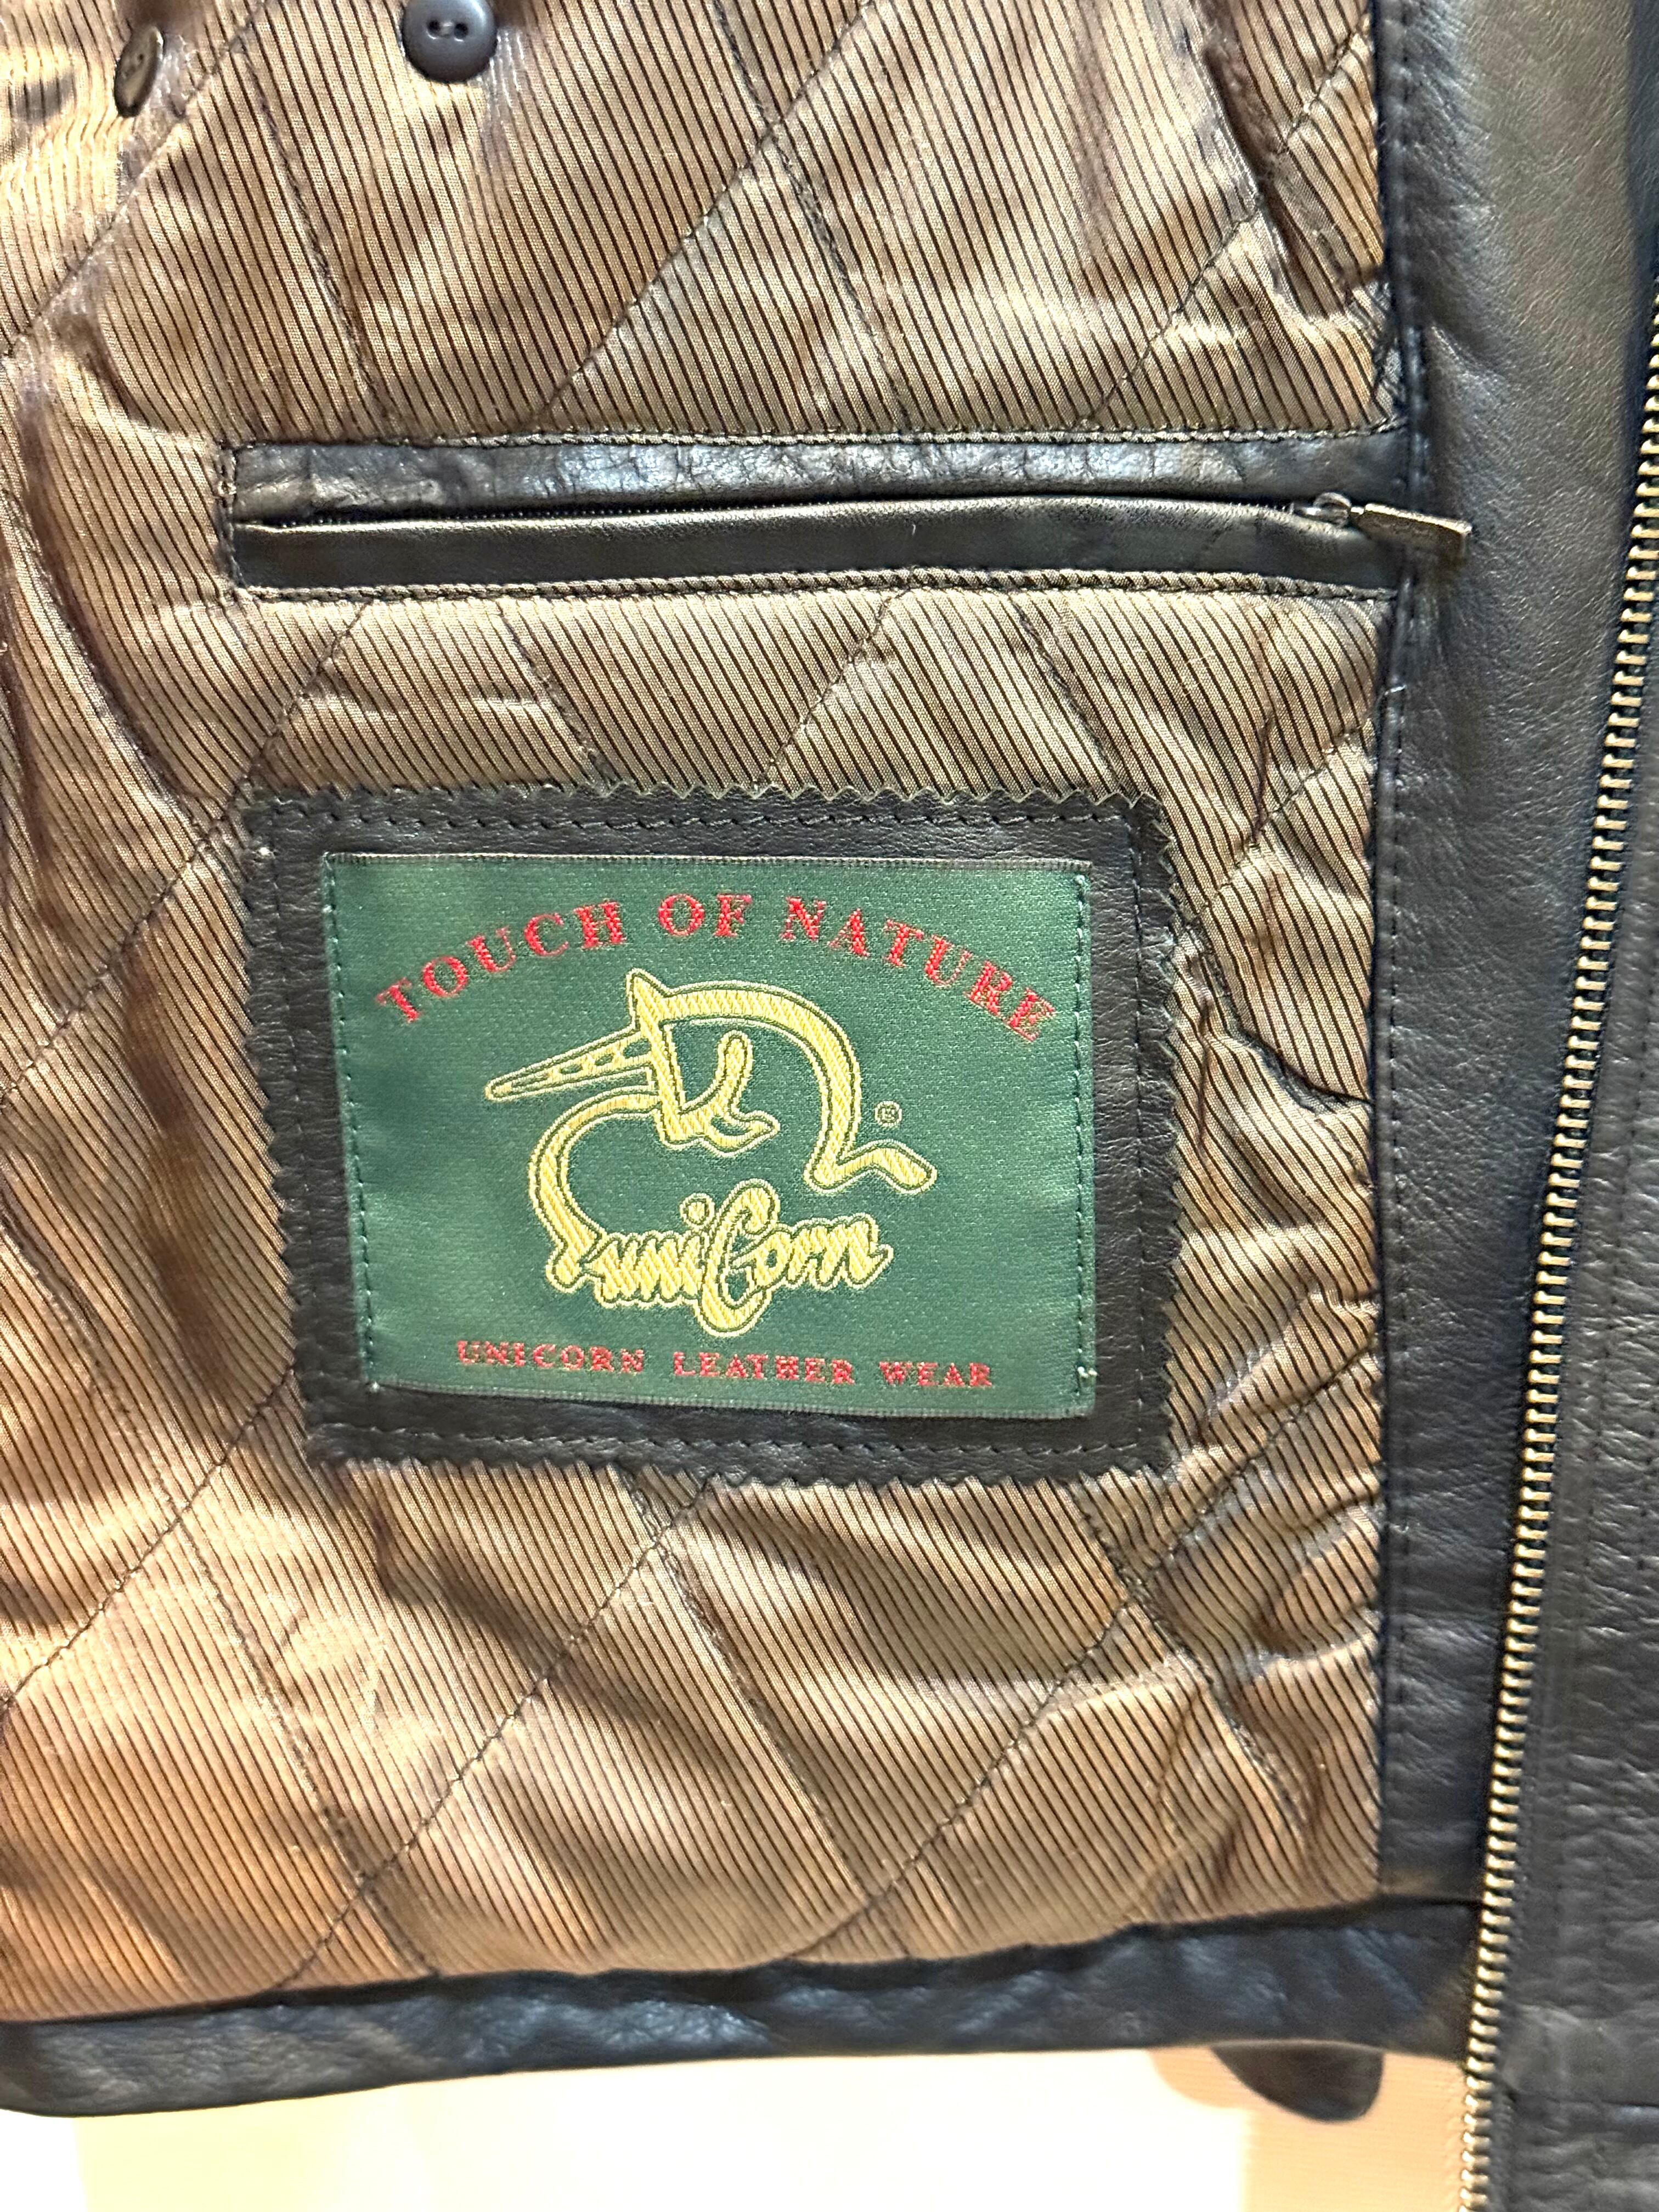 TOUCH OF NATURE
®
uniCorn
UNICORN LEATHER WEAR